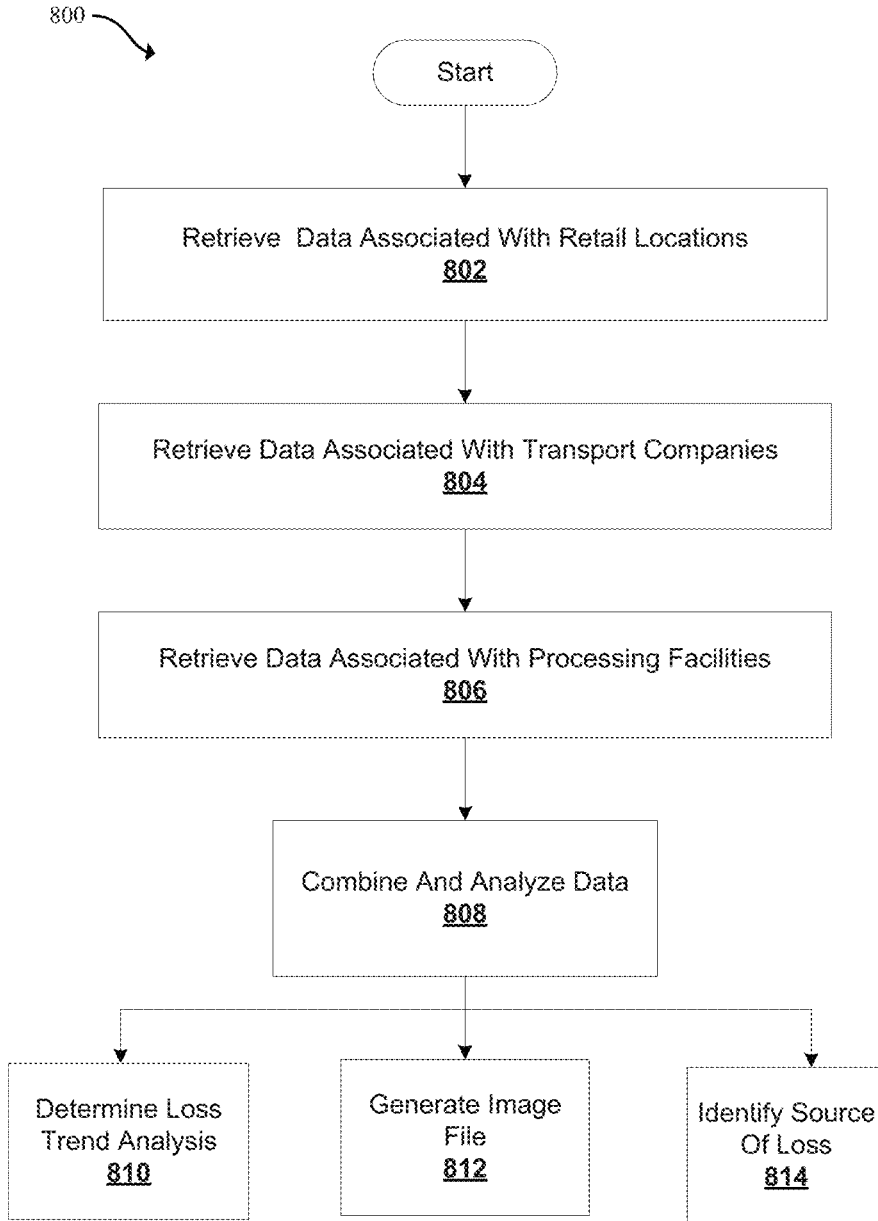 800
Start
Retrieve Data Associated With Retail Locations
802
Retrieve Data Associated With Transport Companies
804
Retrieve Data Associated With Processing Facilities
806
Combine And Analyze Data
808
Determine Loss
Trend Analysis
810
Generate Image
File
812
Identify Source
Of Loss
814